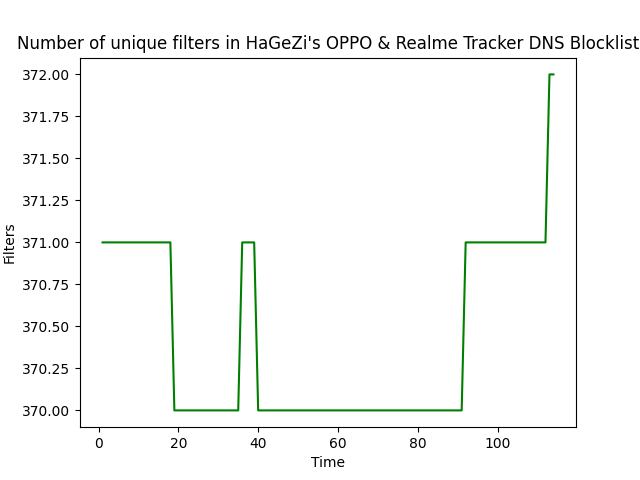 Number of unique filters in HaGeZi's OPPO & Realme Tracker DNS Blocklist
372.00
371.75
371.50
371.25
371.00
370.75
370.50
370.25
370.00
Filters
0 20 40 60 80 100
Time